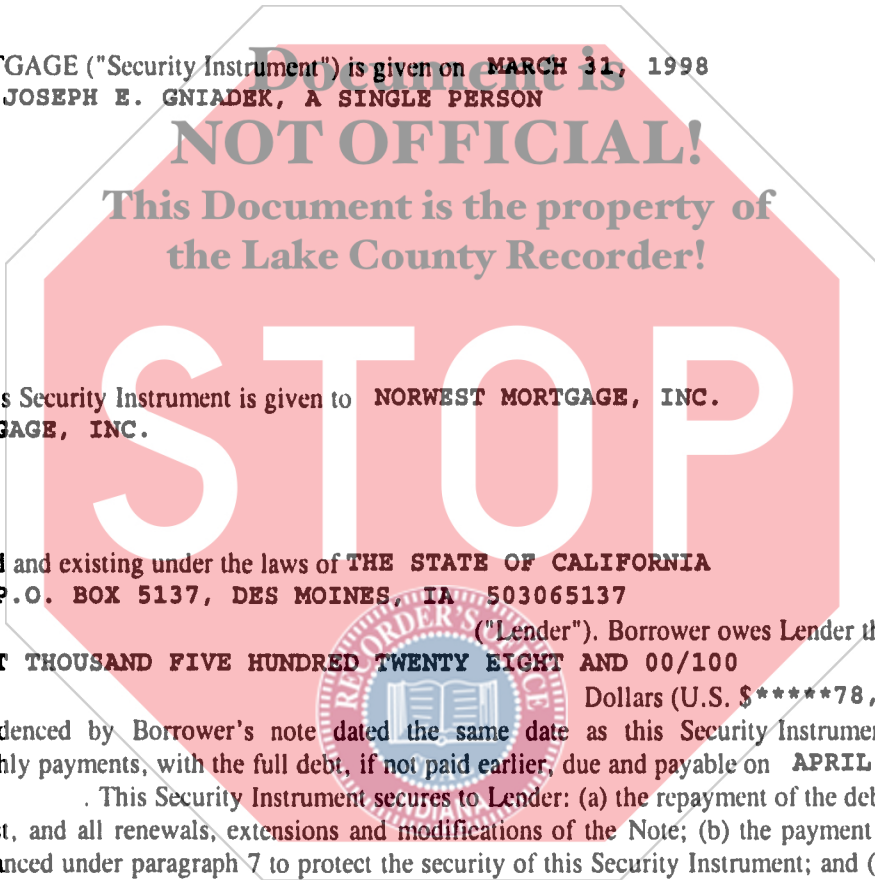 TGAGE ("Security Instrument") is given on MARCH 31, 1998
Document is
JOSEPH E. GNIADEK, A SINGLE PERSON
NOT OFFICIAL!
This Document is the property of
the Lake County Recorder!
STOP
s Security Instrument is given to NORWEST MORTGAGE, INC.
GAGE, INC.
d and existing under the laws of THE STATE OF CALIFORNIA
P.O. BOX 5137, DES MOINES, IA 503065137
("Lender"). Borrower owes Lender th
T THOUSAND FIVE HUNDRED TWENTY EIGHT AND 00/100
Dollars (U.S. $*****78,
RECORDER'S OFFICE
denced by Borrower's note dated the same date as this Security Instrumen
hly payments, with the full debt, if not paid earlier, due and payable on APRIL
. This Security Instrument secures to Lender: (a) the repayment of the deb
INDIANA
st, and all renewals, extensions and modifications of the Note; (b) the payment
anced under paragraph 7 to protect the security of this Security Instrument; and (